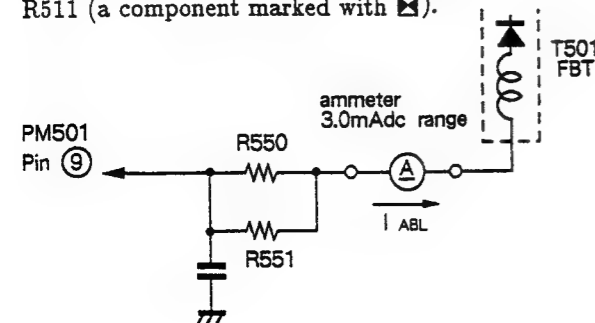 R511 (a component marked with ⧓).
T501
FBT
ammeter
3.0mAdc range
PM501
Pin ⑨
R550
A
I ABL
R551